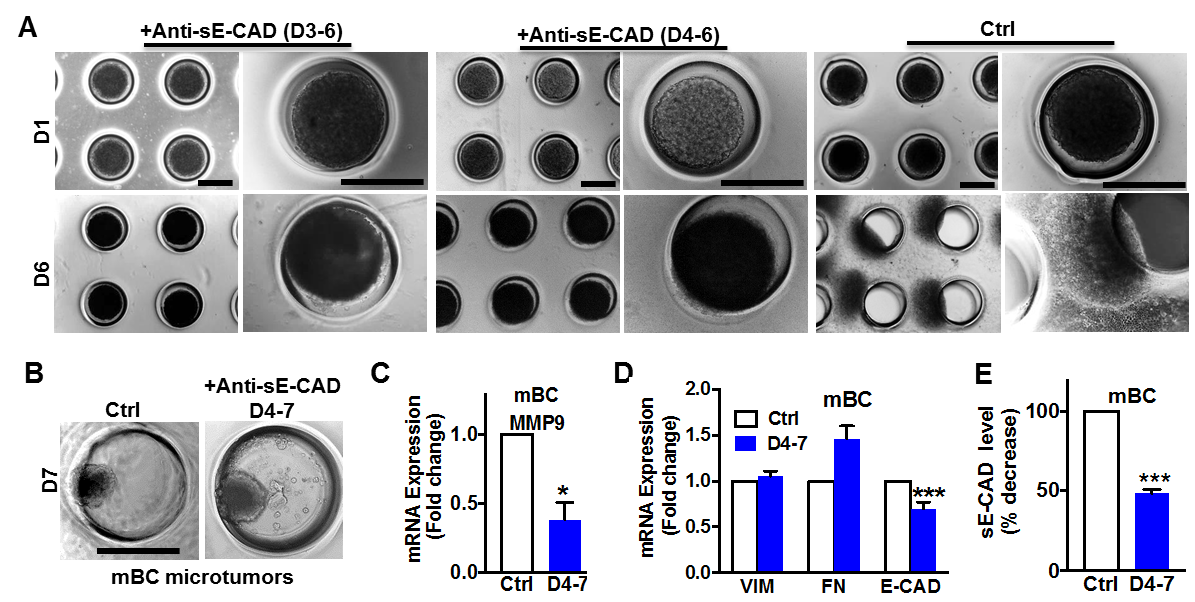 A
+Anti-sE-CAD (D3-6)
+Anti-sE-CAD (D4-6)
Ctrl
D1
D6
B
Ctrl
+Anti-sE-CAD
D4-7
D7
mBC microtumors
C
mRNA Expression
(Fold change)
mBC
MMP9
1.0
0.5
0.0
*
Ctrl D4-7
D
mRNA Expression
(Fold change)
mBC
Ctrl
D4-7
2.0
1.5
1.0
0.5
0.0
***
VIM FN E-CAD
E
sE-CAD level
(% decrease)
mBC
100
50
0
***
Ctrl D4-7